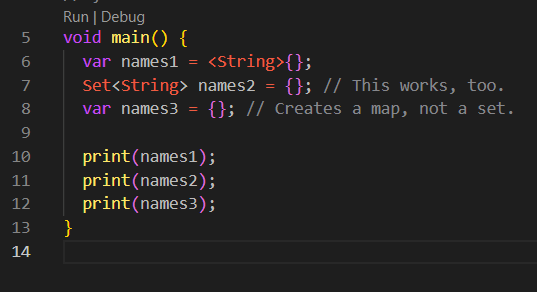 Run | Debug
5 void main() {
6 var names1 = <String>{};
7 Set<String> names2 = {}; // This works, too.
8 var names3 = {}; // Creates a map, not a set.
9
10 print(names1);
11 print(names2);
12 print(names3);
13 }
14